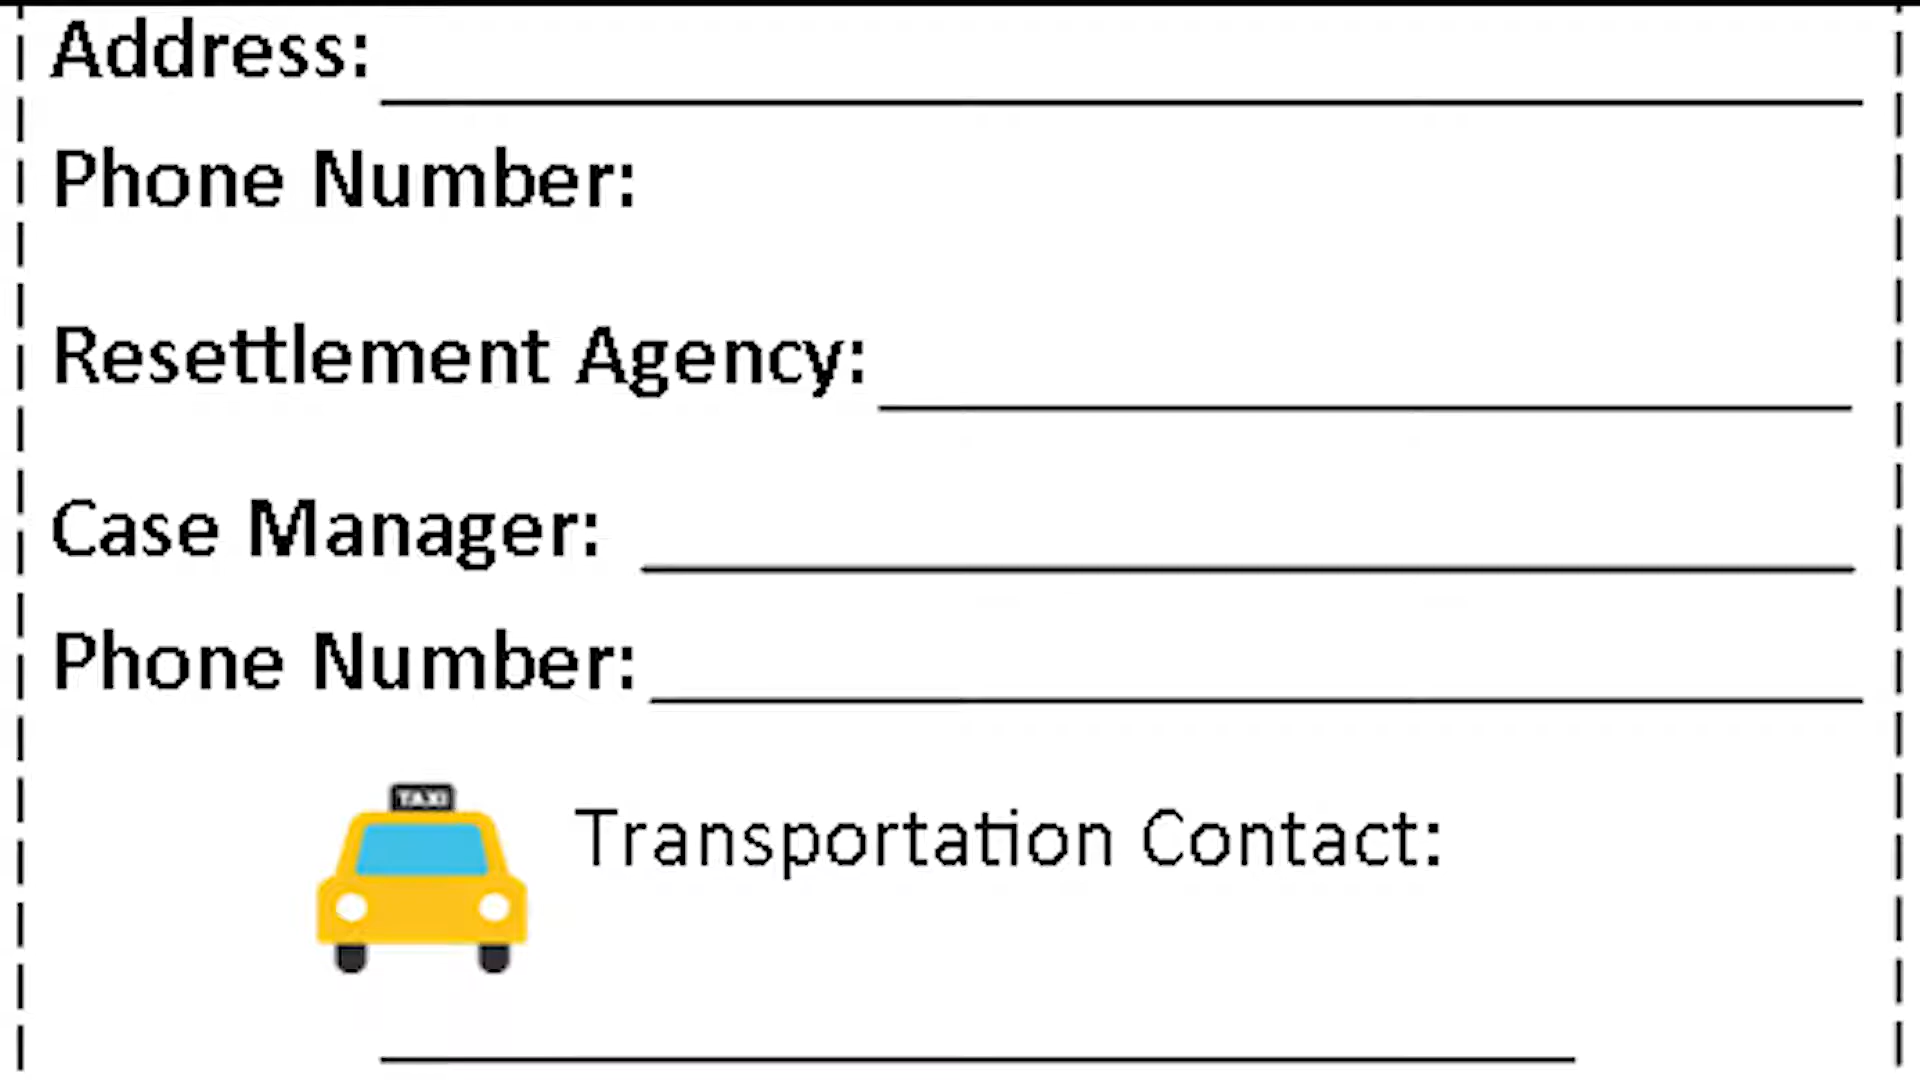 Address:
Phone Number:
Resettlement Agency:
Case Manager:
Phone Number:
TAXI
Transportation Contact: